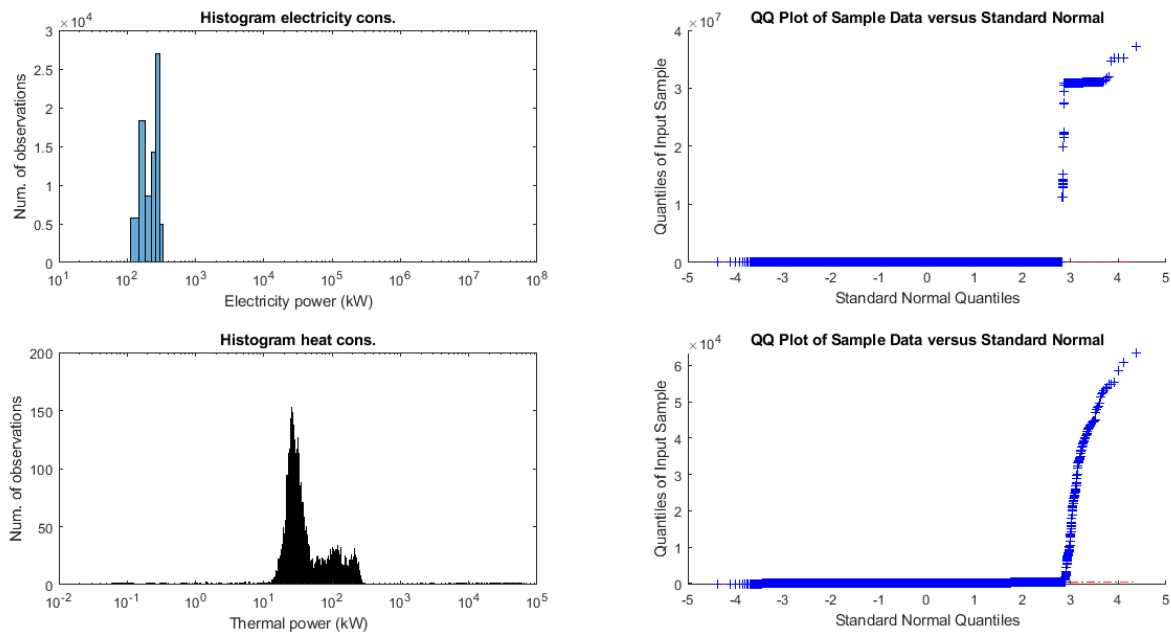 Histogram electricity cons.
×10^4
Num. of observations
3
2.5
2
1.5
1
0.5
0
10^1 10^2 10^3 10^4 10^5 10^6 10^7 10^8
Electricity power (kW)
QQ Plot of Sample Data versus Standard Normal
×10^7
Quantiles of Input Sample
4
3
2
1
0
-5 -4 -3 -2 -1 0 1 2 3 4 5
Standard Normal Quantiles
Histogram heat cons.
Num. of observations
200
150
100
50
0
10^-2 10^-1 10^0 10^1 10^2 10^3 10^4 10^5
Thermal power (kW)
QQ Plot of Sample Data versus Standard Normal
×10^4
Quantiles of Input Sample
6
5
4
3
2
1
0
-5 -4 -3 -2 -1 0 1 2 3 4 5
Standard Normal Quantiles